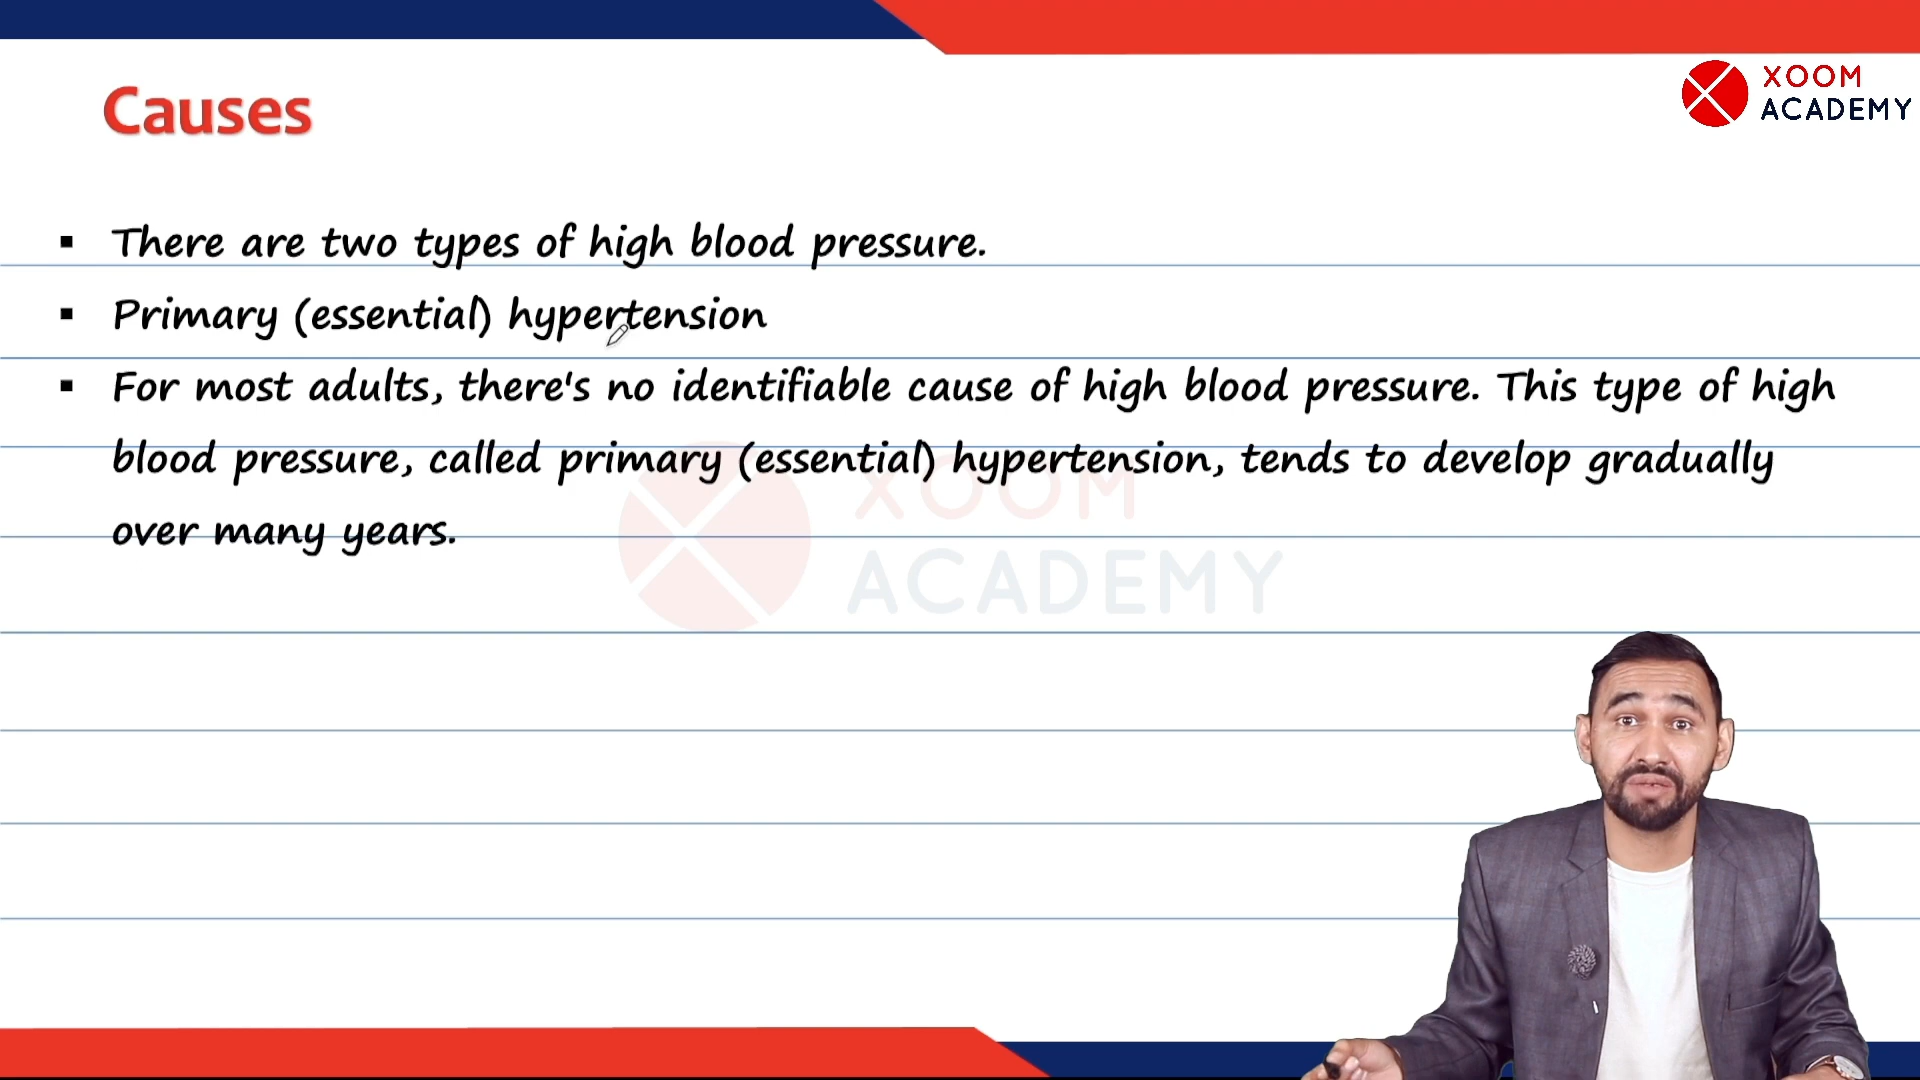 XOOM
ACADEMY
Causes
▪ There are two types of high blood pressure.
▪ Primary (essential) hypertension
▪ For most adults, there's no identifiable cause of high blood pressure. This type of high
blood pressure, called primary (essential) hypertension, tends to develop gradually
over many years.
XOOM
ACADEMY